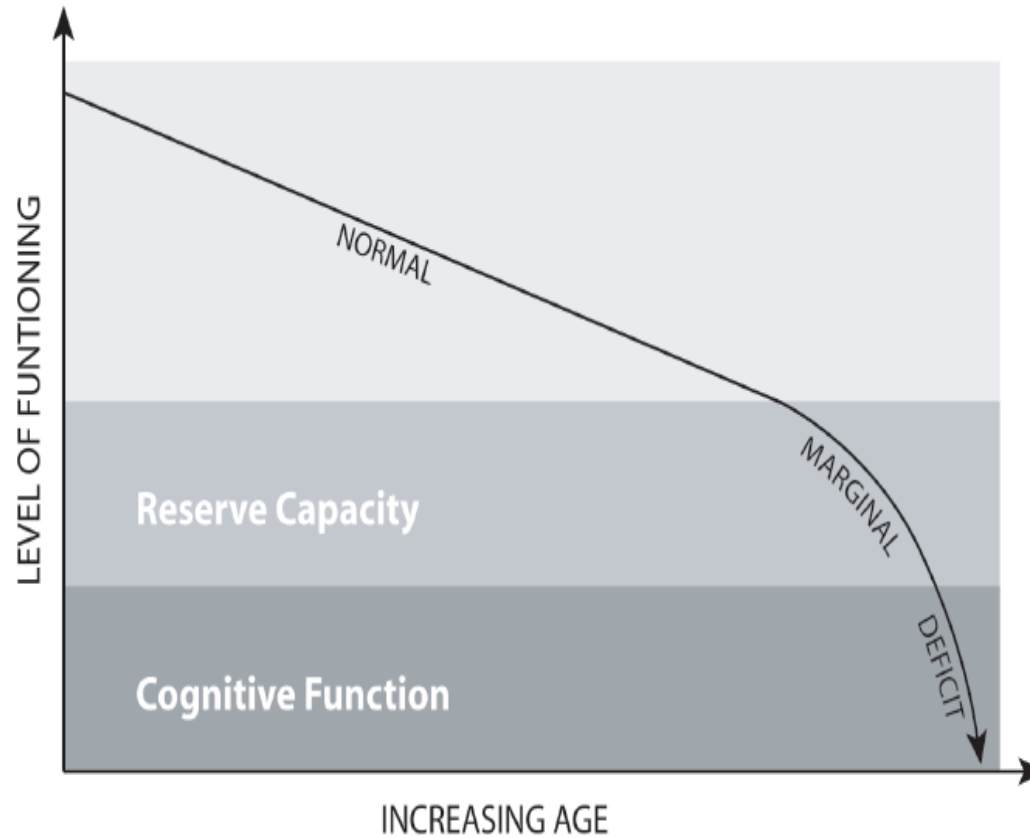 LEVEL OF FUNTIONING
NORMAL
MARGINAL
Reserve Capacity
DEFICIT
Cognitive Function
INCREASING AGE